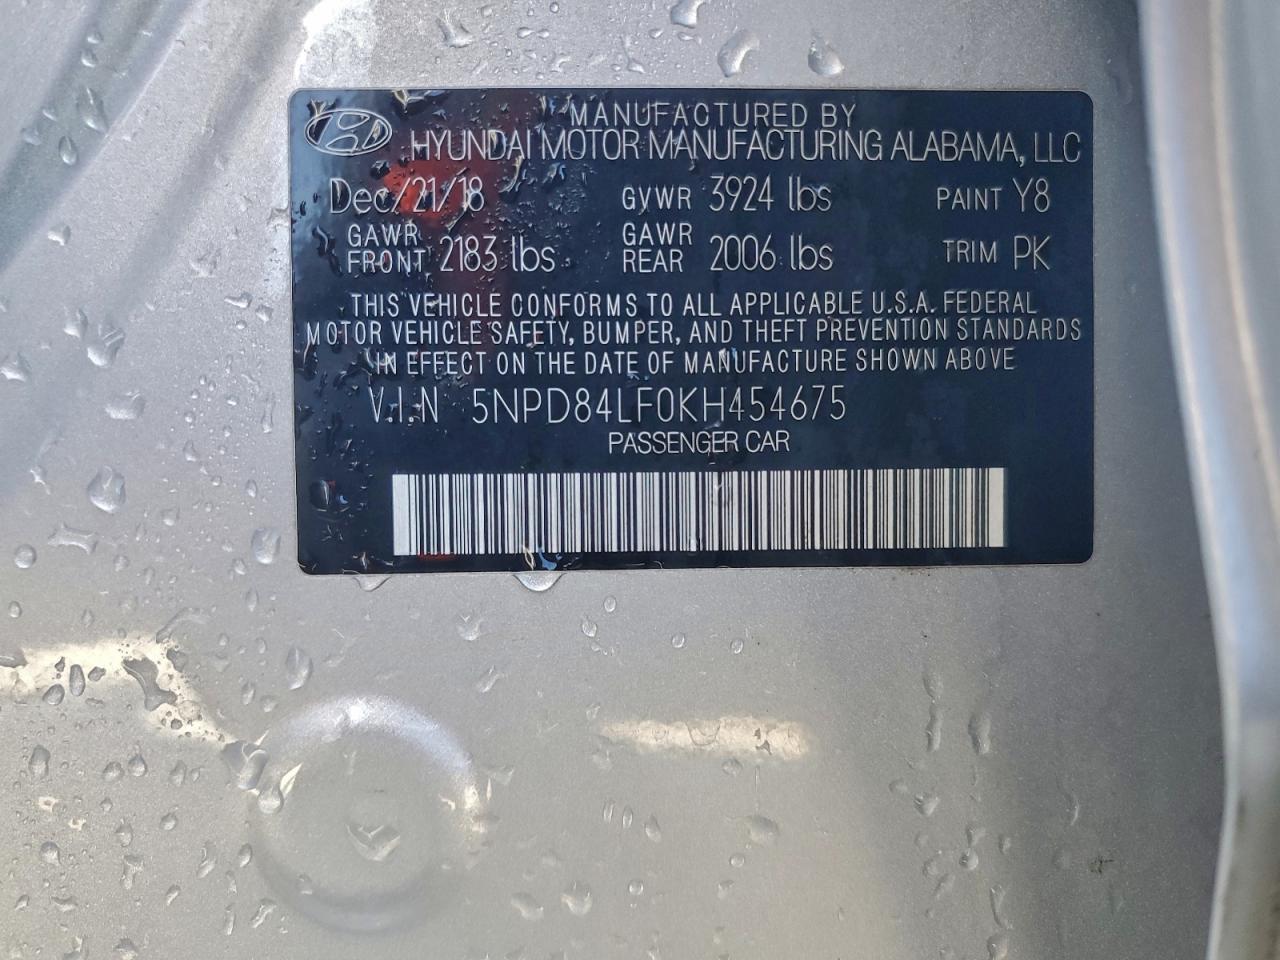 MANUFACTURED BY
HYUNDAI MOTOR MANUFACTURING ALABAMA, LLC
Dec/21/18 GVWR 3924 lbs PAINT Y8
GAWR FRONT 2183 lbs GAWR REAR 2006 lbs TRIM PK
THIS VEHICLE CONFORMS TO ALL APPLICABLE U.S.A. FEDERAL
MOTOR VEHICLE SAFETY, BUMPER, AND THEFT PREVENTION STANDARDS
IN EFFECT ON THE DATE OF MANUFACTURE SHOWN ABOVE
V.I.N 5NPD84LF0KH454675
PASSENGER CAR